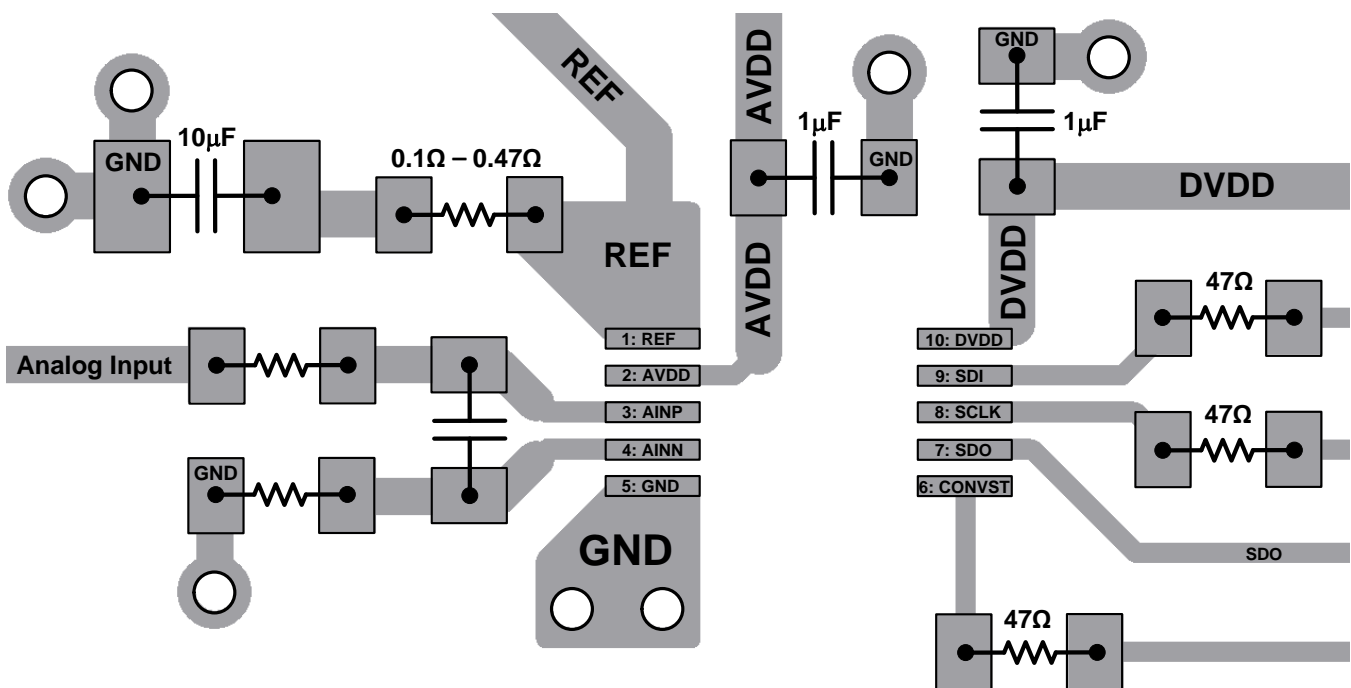 GND
10μF
0.1Ω – 0.47Ω
REF
REF
AVDD
1μF
GND
AVDD
GND
1μF
DVDD
DVDD
47Ω
Analog Input
GND
1: REF
2: AVDD
3: AINP
4: AINN
5: GND
GND
10: DVDD
9: SDI
8: SCLK
7: SDO
6: CONVST
47Ω
SDO
47Ω